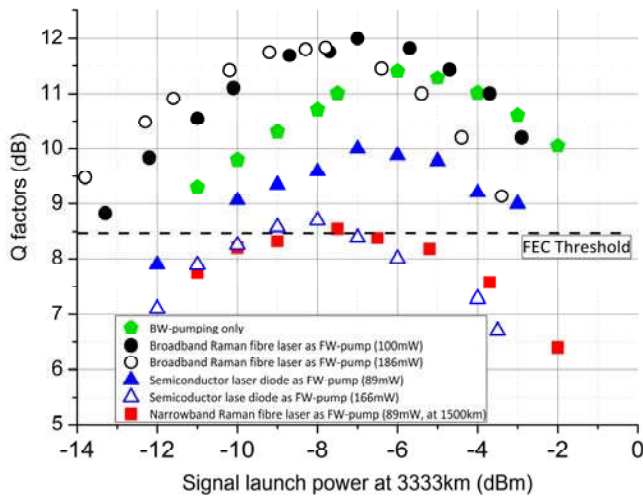 12
11
10
9
8
7
6
5
Q factors (dB)
FEC Threshold
BW-pumping only
Broadband Raman fibre laser as FW-pump (100mW)
Broadband Raman fibre laser as FW-pump (186mW)
Semiconductor laser diode as FW-pump (89mW)
Semicoductor lase diode as FW-pump (166mW)
Narrowband Raman fibre laser as FW-pump (89mW, at 1500km)
-14 -12 -10 -8 -6 -4 -2 0
Signal launch power at 3333km (dBm)